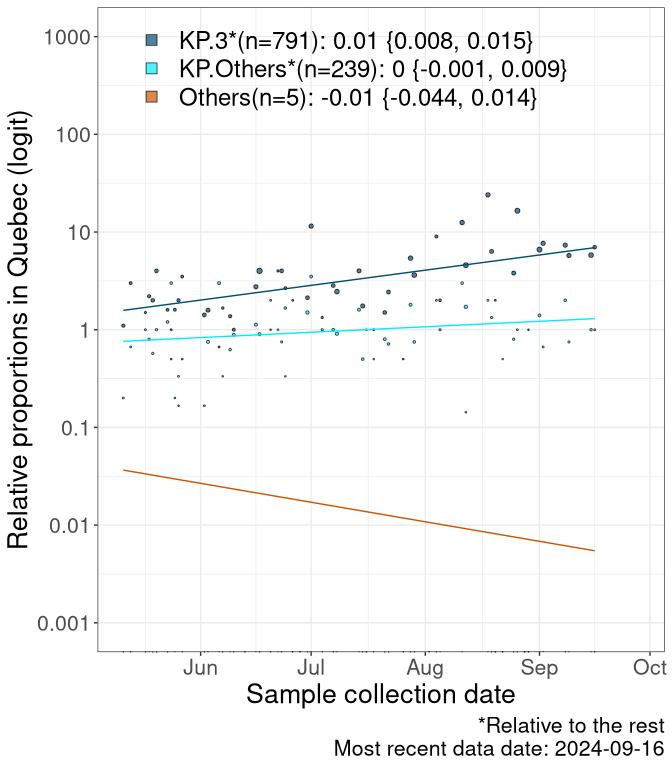 KP.3*(n=791): 0.01 {0.008, 0.015}
KP.Others*(n=239): 0 {-0.001, 0.009}
Others(n=5): -0.01 {-0.044, 0.014}
Relative proportions in Quebec (logit)
1000
100
10
1
0.1
0.01
0.001
Jun Jul Aug Sep Oct
Sample collection date
*Relative to the rest
Most recent data date: 2024-09-16